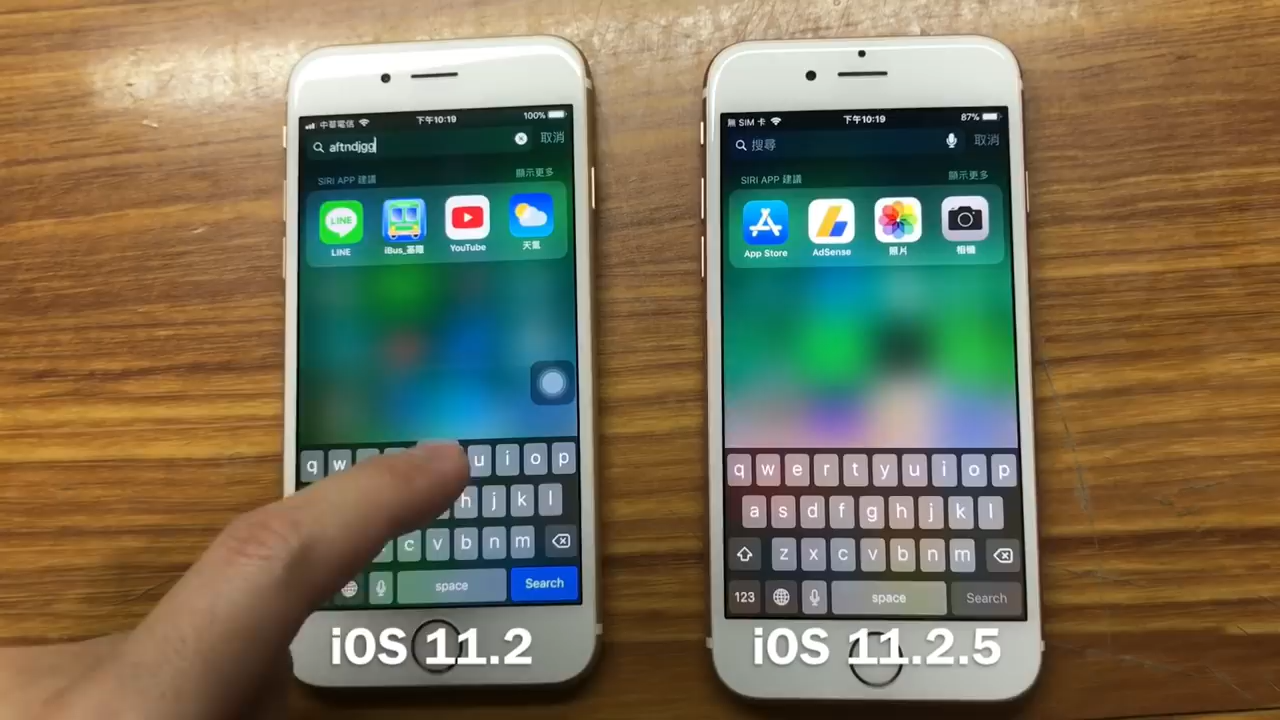 中華電信
下午10:19
100%
aftndjgg
取消
SIRI APP 建議
顯示更多
LINE
LINE
iBus_基隆
YouTube
天氣
q w u i o p
h j k l
c v b n m
space
Search
iOS 11.2
無 SIM 卡
下午10:19
87%
搜尋
取消
SIRI APP 建議
顯示更多
App Store
AdSense
照片
相機
q w e r t y u i o p
a s d f g h j k l
z x c v b n m
123
space
Search
iOS 11.2.5